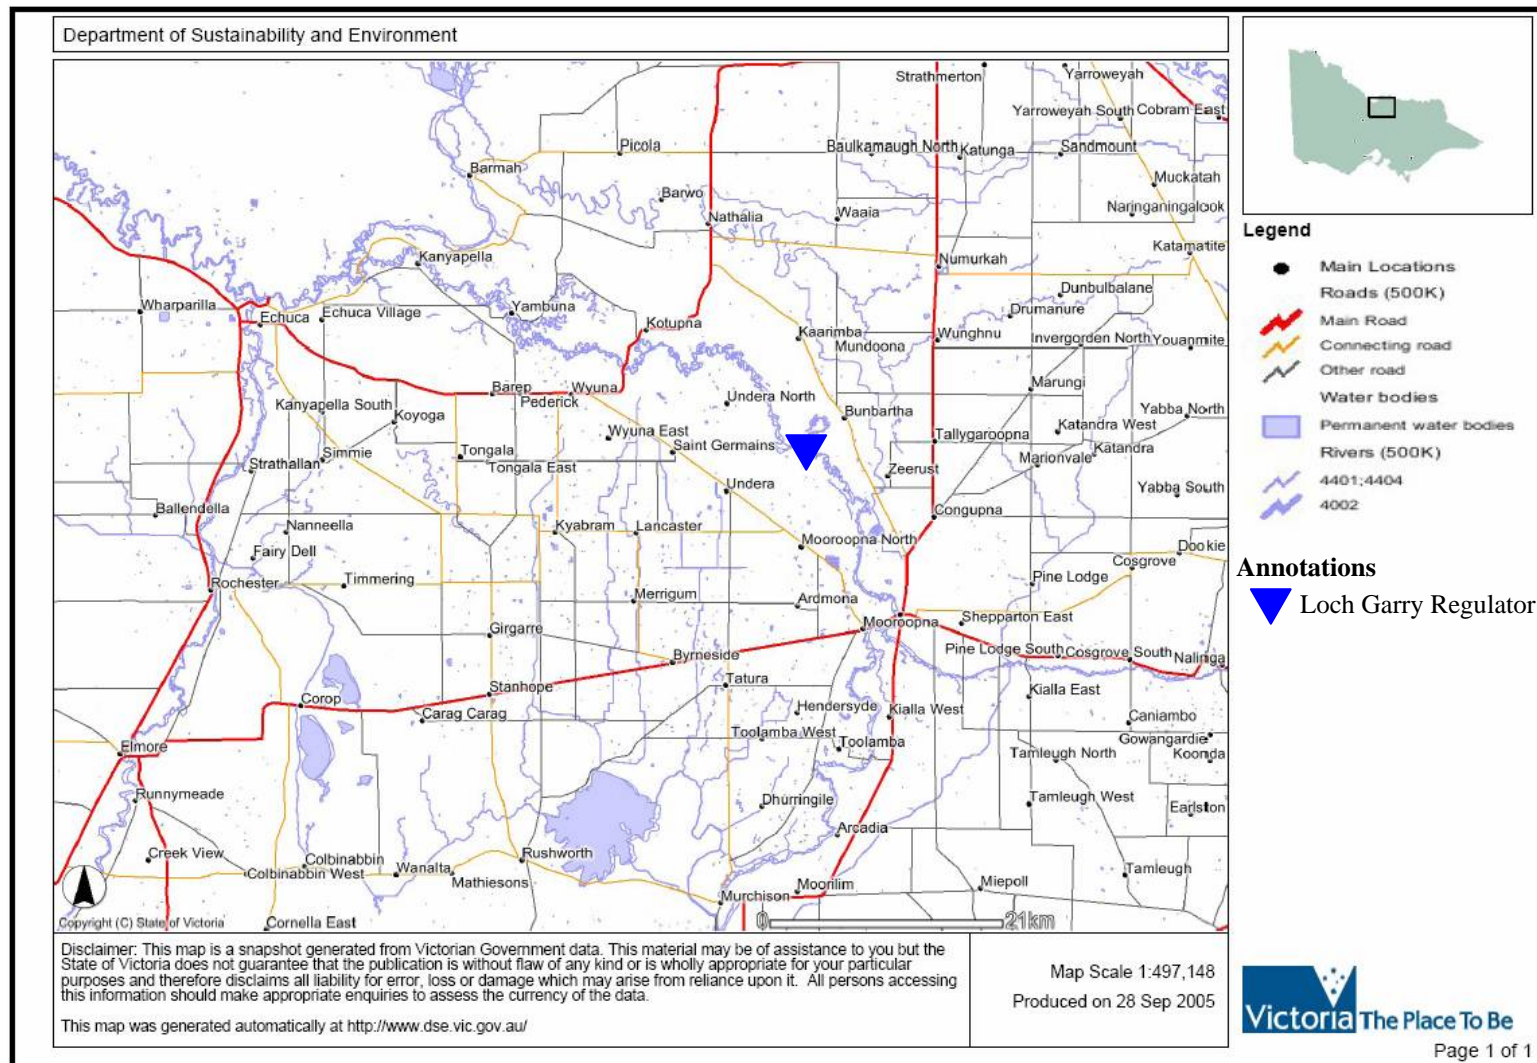 Department of Sustainability and Environment
Strathmerton
Yarroweyah
Yarroweyah South
Cobram East
Picola
Baulkamaugh North
Katunga
Sandmount
Barmah
Muckatah
Barwo
Naringaningalook
Nathalia
Waaia
Katamatite
Kanyapella
Numurkah
Dunbulbalane
Wharparilla
Yambuna
Drumanure
Echuca
Echuca Village
Kotupna
Kaarimba
Wunghnu
Mundoona
Invergorden North
Youanmite
Barep
Wyuna
Marungi
Pederick
Undera North
Kanyapella South
Koyoga
Bunbartha
Yabba North
Wyuna East
Katandra West
Saint Germains
Tallygaroopna
Simmie
Tongala
Katandra
Strathallan
Tongala East
Marionvale
Zeerust
Undera
Yabba South
Ballendella
Congupna
Nanneella
Kyabram
Lancaster
Mooroopna North
Dookie
Fairy Dell
Cosgrove
Rochester
Timmering
Pine Lodge
Merrigum
Ardmona
Shepparton East
Girgarre
Mooroopna
Byrneside
Pine Lodge South
Cosgrove South
Nalinga
Tatura
Stanhope
Kialla East
Corop
Carag Carag
Hendersyde
Kialla West
Caniambo
Toolamba West
Toolamba
Gowangardie
Elmore
Tamleugh North
Koonda
Runnymeade
Dhurringile
Tamleugh West
Earlston
Arcadia
Creek View
Colbinabbin
Rushworth
Colbinabbin West
Wanalta
Mathiesons
Tamleugh
Moorilim
Miepoll
Murchison
Copyright (C) State of Victoria
Cornella East
0
21km
Legend
Main Locations
Roads (500K)
Main Road
Connecting road
Other road
Water bodies
Permanent water bodies
Rivers (500K)
4401;4404
4002
Annotations
Loch Garry Regulator
Disclaimer: This map is a snapshot generated from Victorian Government data. This material may be of assistance to you but the
State of Victoria does not guarantee that the publication is without flaw of any kind or is wholly appropriate for your particular
purposes and therefore disclaims all liability for error, loss or damage which may arise from reliance upon it. All persons accessing
this information should make appropriate enquiries to assess the currency of the data.
This map was generated automatically at http://www.dse.vic.gov.au/
Map Scale 1:497,148
Produced on 28 Sep 2005
Victoria The Place To Be
Page 1 of 1